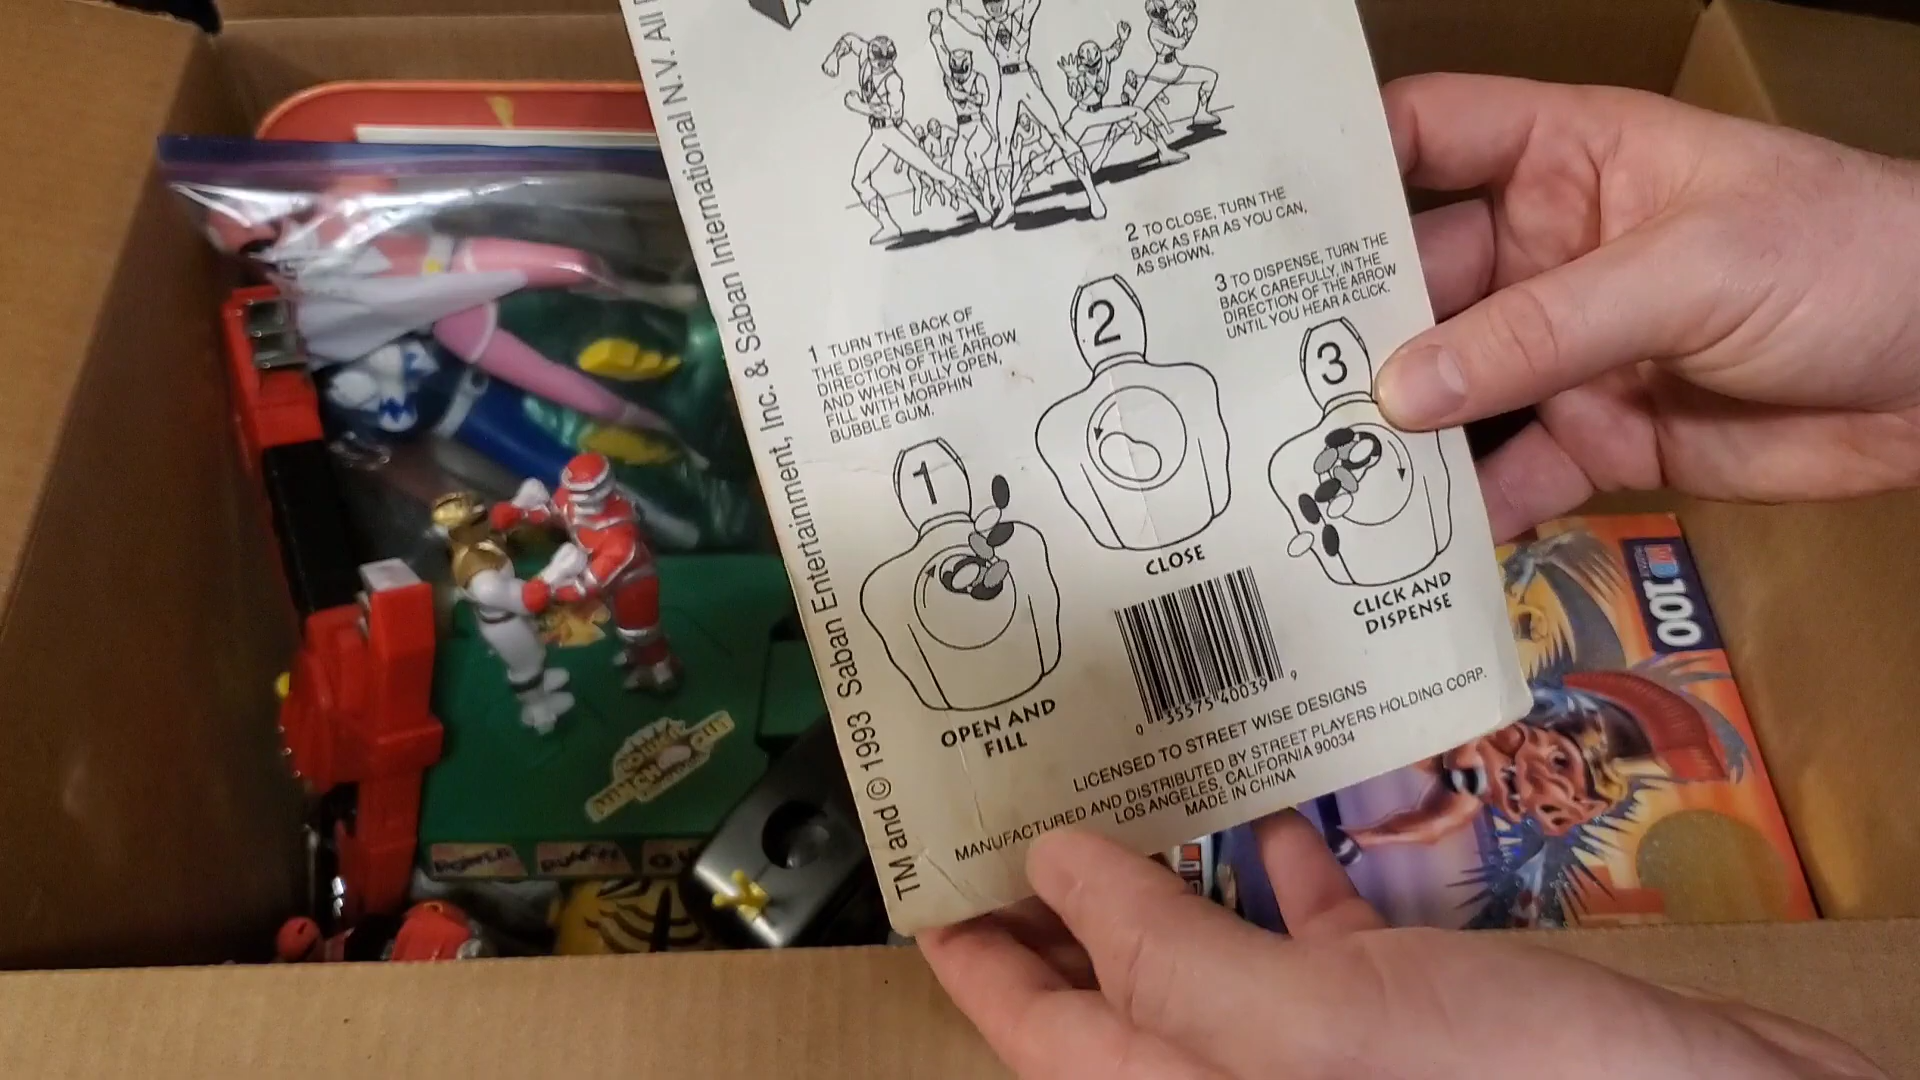 TM and © 1993 Saban Entertainment, Inc. & Saban International N.V. All
2 TO CLOSE, TURN THE
BACK AS FAR AS YOU CAN,
AS SHOWN.
3 TO DISPENSE, TURN THE
BACK CAREFULLY, IN THE
DIRECTION OF THE ARROW
UNTIL YOU HEAR A CLICK.
1 TURN THE BACK OF
THE DISPENSER IN THE
DIRECTION OF THE ARROW
AND WHEN FULLY OPEN,
FILL WITH MORPHIN
BUBBLE GUM.
2
3
1
CLOSE
CLICK AND
DISPENSE
OPEN AND
FILL
0 35575 40039 9
LICENSED TO STREET WISE DESIGNS
MANUFACTURED AND DISTRIBUTED BY STREET PLAYERS HOLDING CORP.
LOS ANGELES, CALIFORNIA 90034
MADE IN CHINA
100